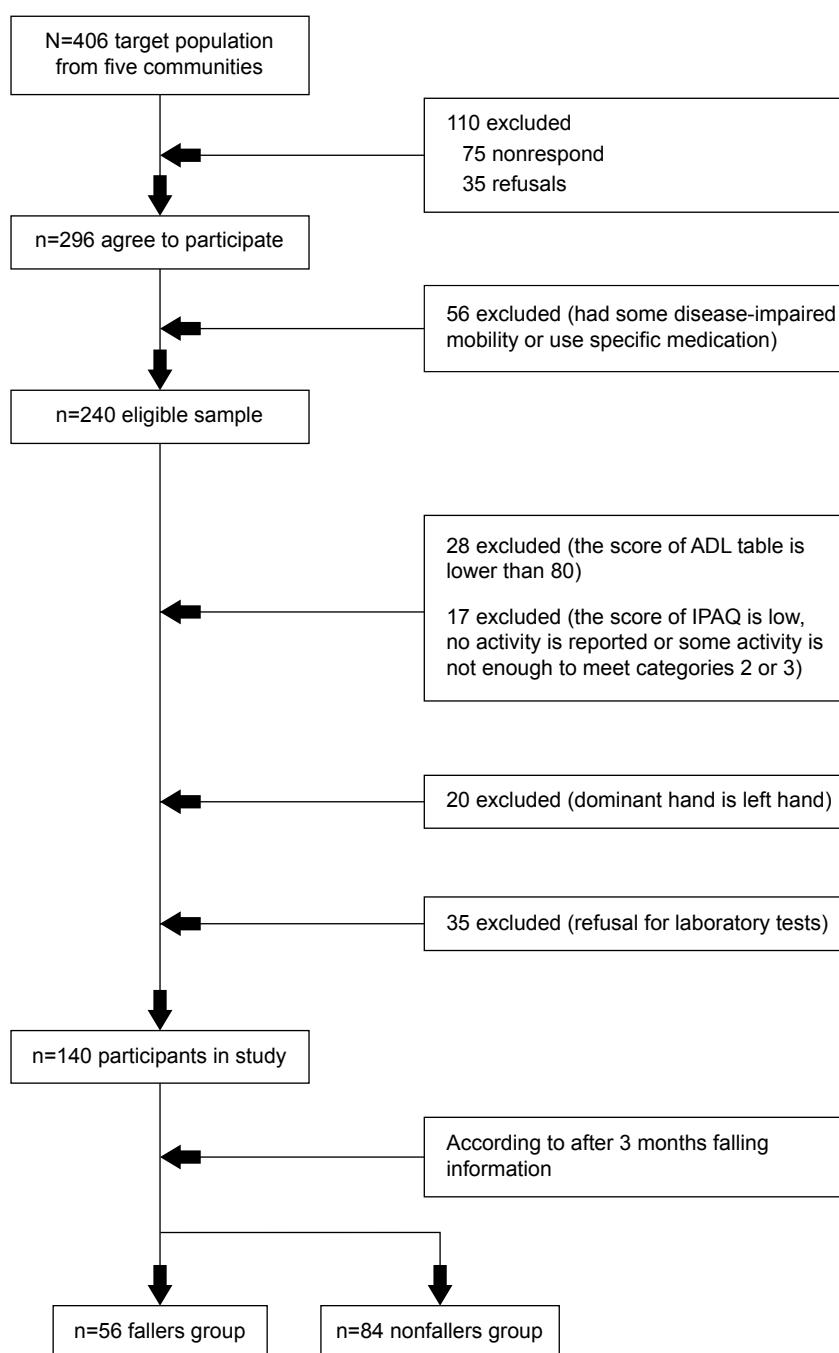 N=406 target population
from five communities
110 excluded
75 nonrespond
35 refusals
n=296 agree to participate
56 excluded (had some disease-impaired
mobility or use specific medication)
n=240 eligible sample
28 excluded (the score of ADL table is
lower than 80)
17 excluded (the score of IPAQ is low,
no activity is reported or some activity is
not enough to meet categories 2 or 3)
20 excluded (dominant hand is left hand)
35 excluded (refusal for laboratory tests)
n=140 participants in study
According to after 3 months falling
information
n=56 fallers group
n=84 nonfallers group